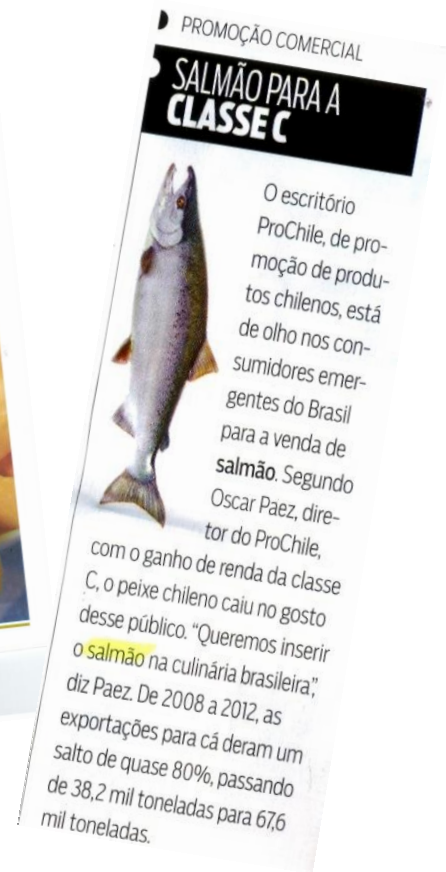 PROMOÇÃO COMERCIAL
SALMÃO PARA A
CLASSE C
O escritório
ProChile, de pro-
moção de produ-
tos chilenos, está
de olho nos con-
sumidores emer-
gentes do Brasil
para a venda de
salmão. Segundo
Oscar Paez, dire-
tor do ProChile,
com o ganho de renda da classe
C, o peixe chileno caiu no gosto
desse público. “Queremos inserir
o salmão na culinária brasileira”,
diz Paez. De 2008 a 2012, as
exportações para cá deram um
salto de quase 80%, passando
de 38,2 mil toneladas para 67,6
mil toneladas.